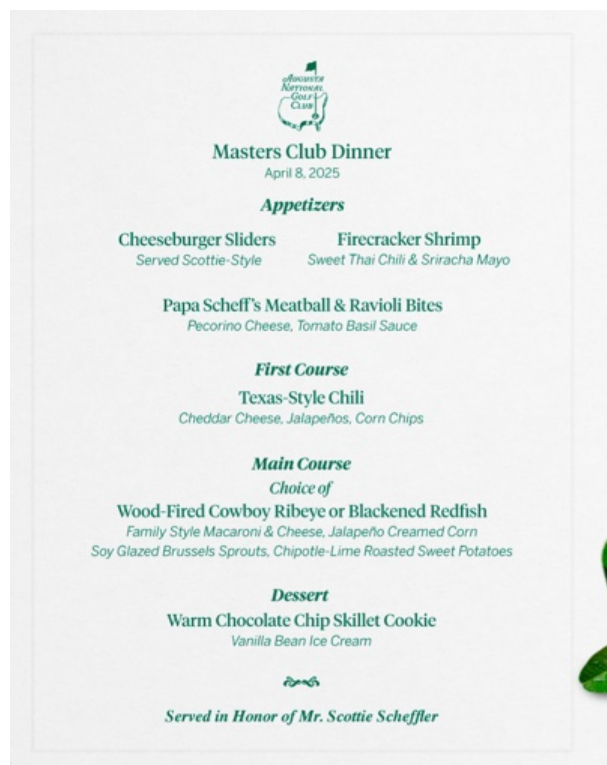 Augusta
National
Golf
Club
Masters Club Dinner
April 8, 2025
Appetizers
Cheeseburger Sliders
Served Scottie-Style
Firecracker Shrimp
Sweet Thai Chili & Sriracha Mayo
Papa Scheff's Meatball & Ravioli Bites
Pecorino Cheese, Tomato Basil Sauce
First Course
Texas-Style Chili
Cheddar Cheese, Jalapeños, Corn Chips
Main Course
Choice of
Wood-Fired Cowboy Ribeye or Blackened Redfish
Family Style Macaroni & Cheese, Jalapeño Creamed Corn
Soy Glazed Brussels Sprouts, Chipotle-Lime Roasted Sweet Potatoes
Dessert
Warm Chocolate Chip Skillet Cookie
Vanilla Bean Ice Cream
Served in Honor of Mr. Scottie Scheffler